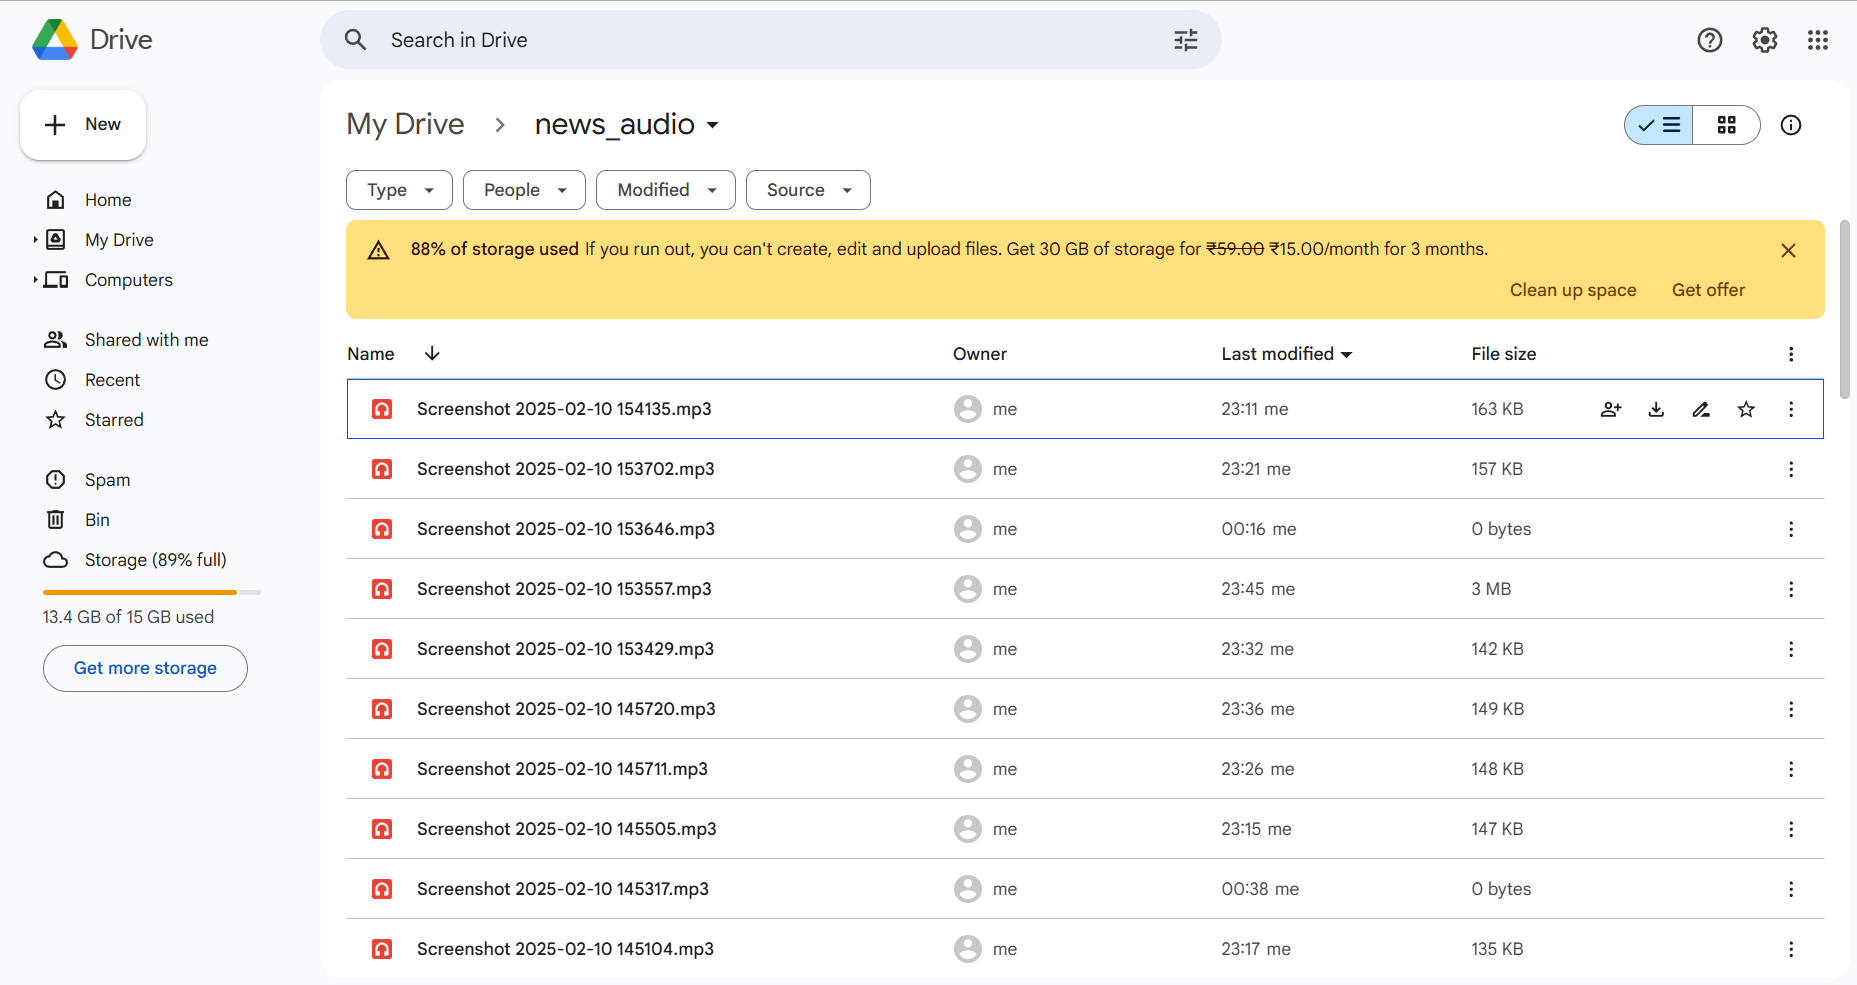 Drive
Search in Drive
New
Home
My Drive
Computers
Shared with me
Recent
Starred
Spam
Bin
Storage (89% full)
13.4 GB of 15 GB used
Get more storage
My Drive > news_audio
Type People Modified Source
88% of storage used If you run out, you can't create, edit and upload files. Get 30 GB of storage for ₹59.00 ₹15.00/month for 3 months.
Clean up space Get offer
Name Owner Last modified File size
Screenshot 2025-02-10 154135.mp3 me 23:11 me 163 KB
Screenshot 2025-02-10 153702.mp3 me 23:21 me 157 KB
Screenshot 2025-02-10 153646.mp3 me 00:16 me 0 bytes
Screenshot 2025-02-10 153557.mp3 me 23:45 me 3 MB
Screenshot 2025-02-10 153429.mp3 me 23:32 me 142 KB
Screenshot 2025-02-10 145720.mp3 me 23:36 me 149 KB
Screenshot 2025-02-10 145711.mp3 me 23:26 me 148 KB
Screenshot 2025-02-10 145505.mp3 me 23:15 me 147 KB
Screenshot 2025-02-10 145317.mp3 me 00:38 me 0 bytes
Screenshot 2025-02-10 145104.mp3 me 23:17 me 135 KB